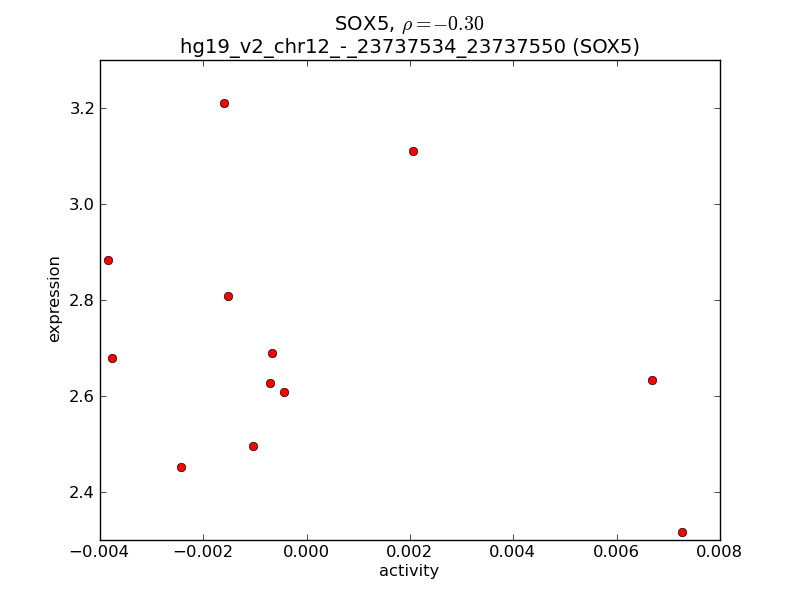 SOX5, ρ = −0.30
hg19_v2_chr12_-_23737534_23737550 (SOX5)
expression
3.2
3.0
2.8
2.6
2.4
−0.004 −0.002 0.000 0.002 0.004 0.006 0.008
activity